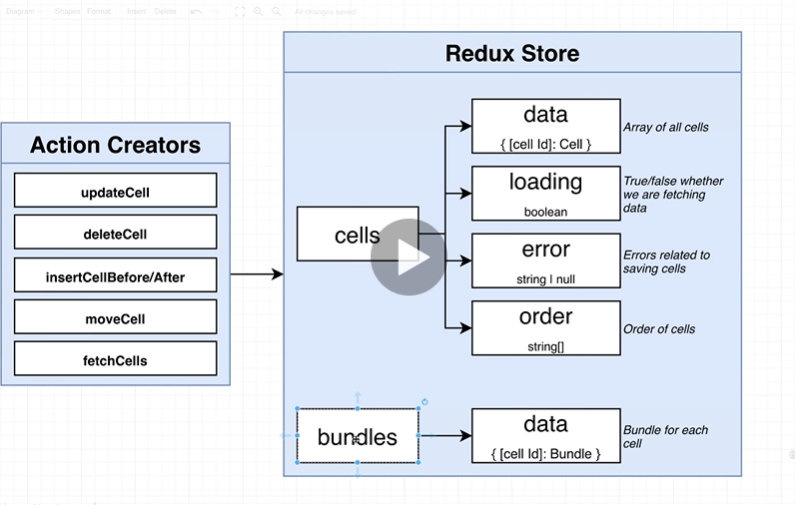 Diagram
Shapes Format Insert Delete
All changes saved
Redux Store
Action Creators
updateCell
deleteCell
insertCellBefore/After
moveCell
fetchCells
cells
data
{ [cell Id]: Cell }
Array of all cells
loading
boolean
True/false whether
we are fetching
data
error
string | null
Errors related to
saving cells
order
string[]
Order of cells
bundles
data
{ [cell Id]: Bundle }
Bundle for each
cell